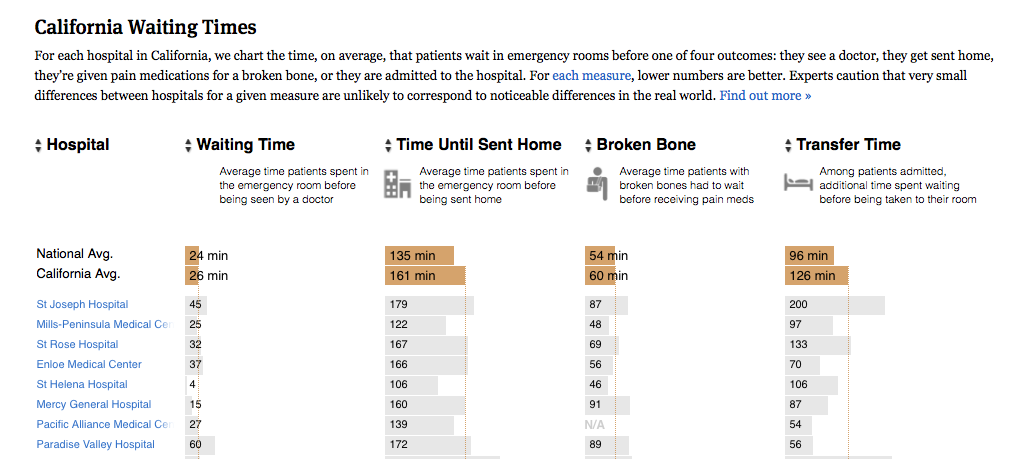 California Waiting Times
For each hospital in California, we chart the time, on average, that patients wait in emergency rooms before one of four outcomes: they see a doctor, they get sent home,
they're given pain medications for a broken bone, or they are admitted to the hospital. For each measure, lower numbers are better. Experts caution that very small
differences between hospitals for a given measure are unlikely to correspond to noticeable differences in the real world. Find out more »
Hospital Waiting Time Time Until Sent Home Broken Bone Transfer Time
Average time patients spent in
the emergency room before
being seen by a doctor
Average time patients spent in
the emergency room before
being sent home
Average time patients with
broken bones had to wait
before receiving pain meds
Among patients admitted,
additional time spent waiting
before being taken to their room
National Avg. 24 min 135 min 54 min 96 min
California Avg. 26 min 161 min 60 min 126 min
St Joseph Hospital 45 179 87 200
Mills-Peninsula Medical Ce 25 122 48 97
St Rose Hospital 32 167 69 133
Enloe Medical Center 37 166 56 70
St Helena Hospital 4 106 46 106
Mercy General Hospital 15 160 91 87
Pacific Alliance Medical Ce 27 139 N/A 54
Paradise Valley Hospital 60 172 89 56